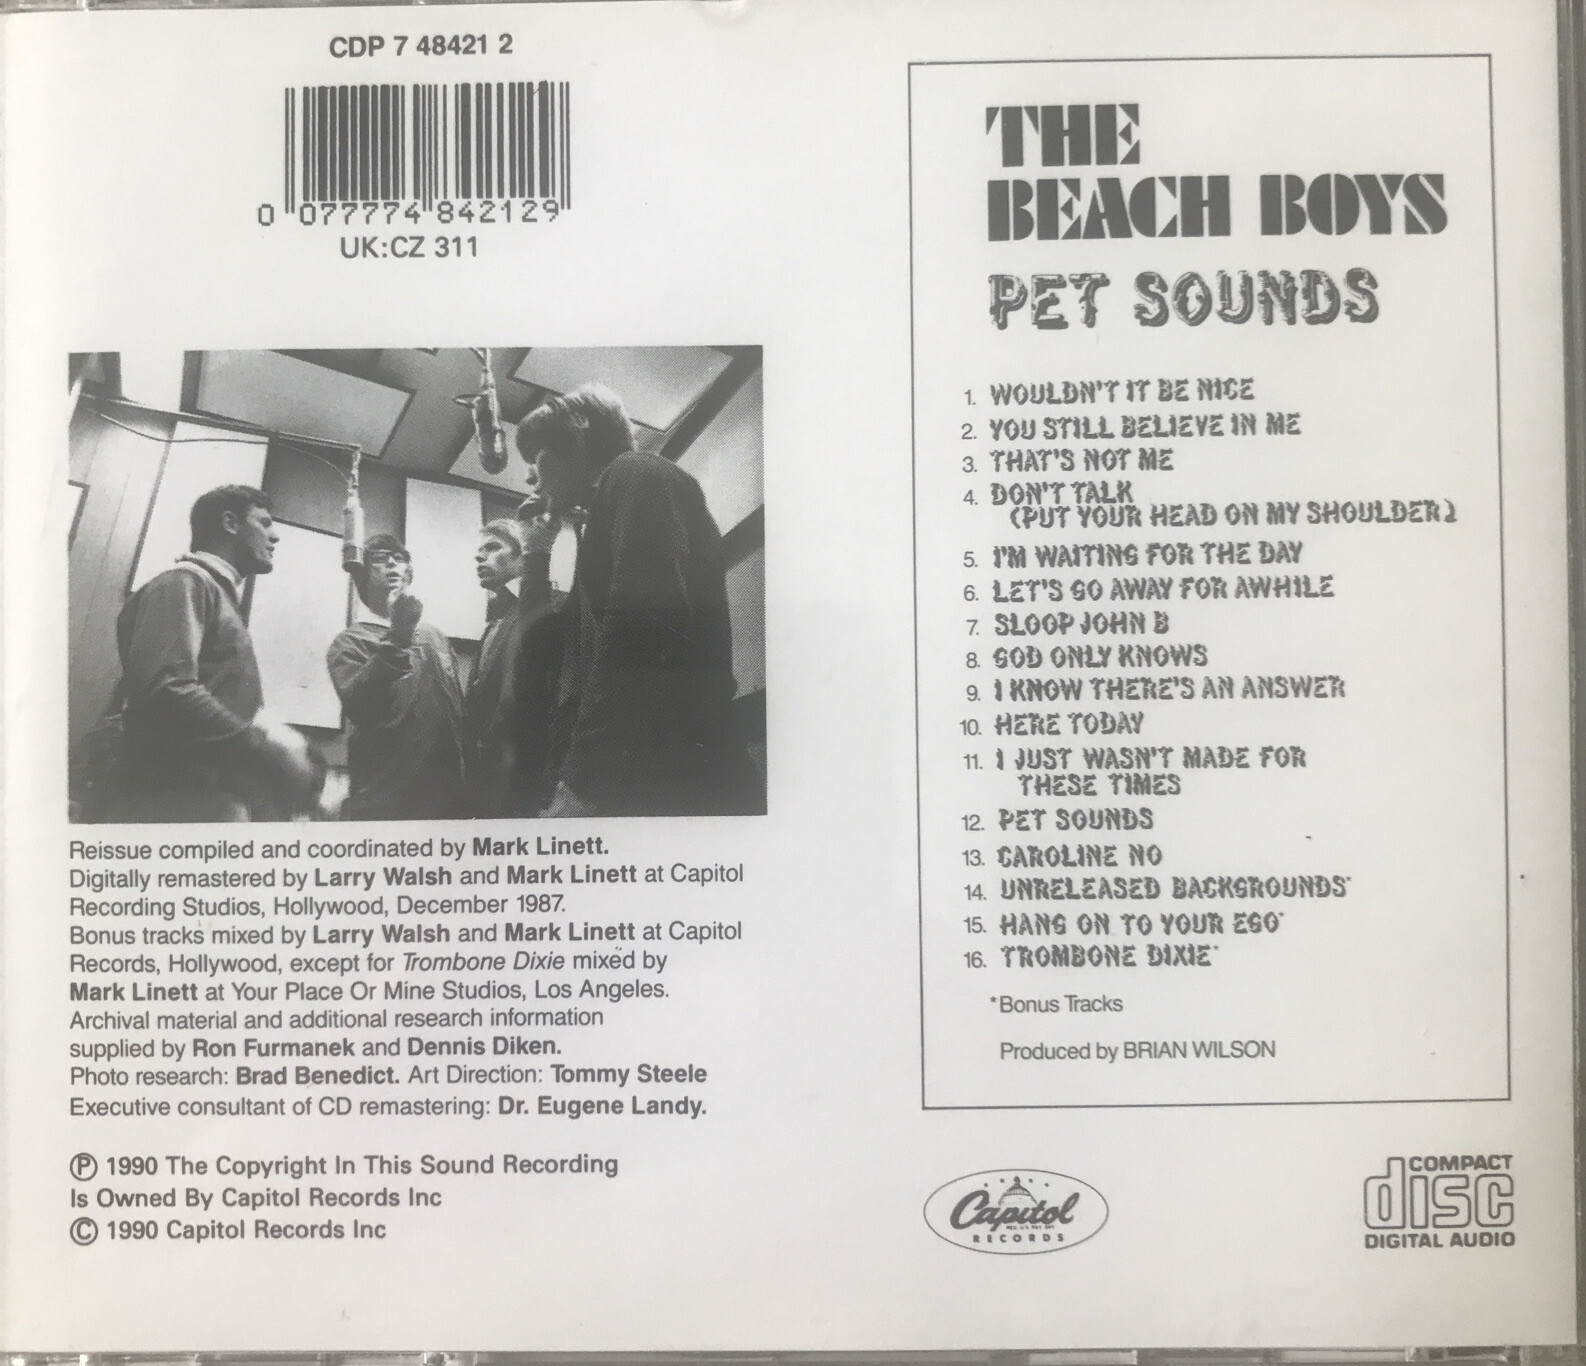 CDP 7 48421 2
0 077774 842129
UK:CZ 311
Reissue compiled and coordinated by Mark Linett.
Digitally remastered by Larry Walsh and Mark Linett at Capitol
Recording Studios, Hollywood, December 1987.
Bonus tracks mixed by Larry Walsh and Mark Linett at Capitol
Records, Hollywood, except for Trombone Dixie mixed by
Mark Linett at Your Place Or Mine Studios, Los Angeles.
Archival material and additional research information
supplied by Ron Furmanek and Dennis Diken.
Photo research: Brad Benedict. Art Direction: Tommy Steele
Executive consultant of CD remastering: Dr. Eugene Landy.
Ⓟ 1990 The Copyright In This Sound Recording
Is Owned By Capitol Records Inc
© 1990 Capitol Records Inc
THE
BEACH BOYS
PET SOUNDS
1. WOULDN'T IT BE NICE
2. YOU STILL BELIEVE IN ME
3. THAT'S NOT ME
4. DON'T TALK
(PUT YOUR HEAD ON MY SHOULDER)
5. I'M WAITING FOR THE DAY
6. LET'S GO AWAY FOR AWHILE
7. SLOOP JOHN B
8. GOD ONLY KNOWS
9. I KNOW THERE'S AN ANSWER
10. HERE TODAY
11. I JUST WASN'T MADE FOR
THESE TIMES
12. PET SOUNDS
13. CAROLINE NO
14. UNRELEASED BACKGROUNDS*
15. HANG ON TO YOUR EGO*
16. TROMBONE DIXIE*
*Bonus Tracks
Produced by BRIAN WILSON
Capitol
RECORDS
COMPACT
disc
DIGITAL AUDIO